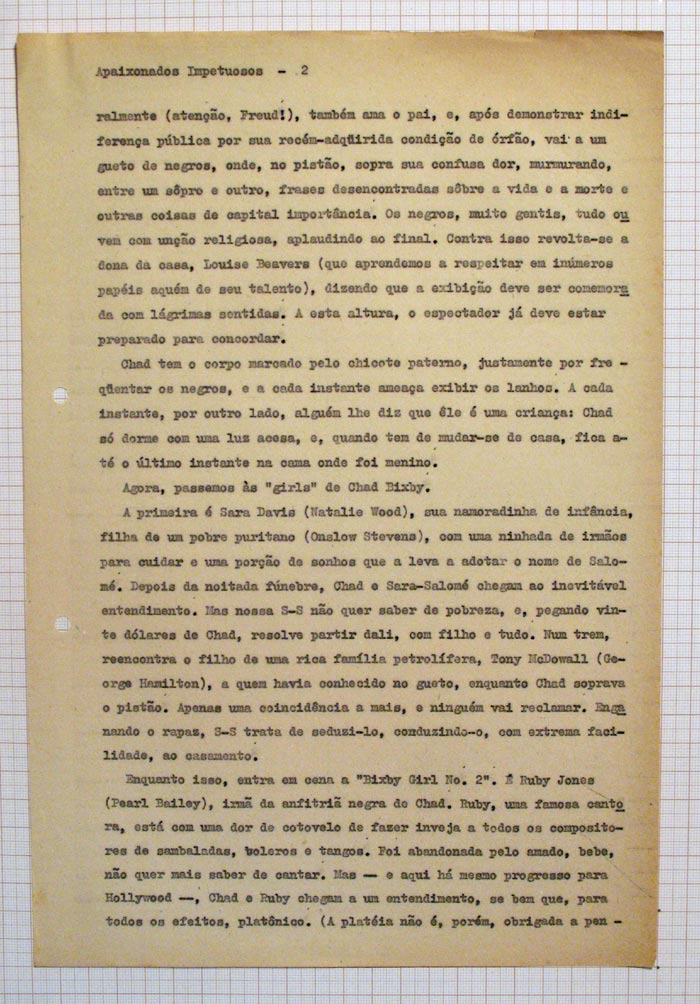 Apaixonados Impetuosos - 2
ralmente (atenção, Freud!), também ama o pai, e, após demonstrar indi-
ferença pública por sua recém-adqüirida condição de órfão, vai a um
gueto de negros, onde, no pistão, sopra sua confusa dor, murmurando,
entre um sôpro e outro, frases desencontradas sôbre a vida e a morte e
outras coisas de capital importância. Os negros, muito gentis, tudo ou
vem com unção religiosa, aplaudindo ao final. Contra isso revolta-se a
dona da casa, Louise Beavers (que aprendemos a respeitar em inúmeros
papéis aquém de seu talento), dizendo que a exibição deve ser comemora
da com lágrimas sentidas. A esta altura, o espectador já deve estar
preparado para concordar.
Chad tem o corpo marcado pelo chicote paterno, justamente por fre -
qüentar os negros, e a cada instante ameaça exibir os lanhos. A cada
instante, por outro lado, alguém lhe diz que êle é uma criança: Chad
só dorme com uma luz acesa, e, quando tem de mudar-se de casa, fica a-
té o último instante na cama onde foi menino.
Agora, passemos às "girls" de Chad Bixby.
A primeira é Sara Davis (Natalie Wood), sua namoradinha de infância,
filha de um pobre puritano (Onslow Stevens), com uma ninhada de irmãos
para cuidar e uma porção de sonhos que a leva a adotar o nome de Salo-
mé. Depois da noitada fúnebre, Chad e Sara-Salomé chegam ao inevitável
entendimento. Mas nossa S-S não quer saber de pobreza, e, pegando vin-
te dólares de Chad, resolve partir dali, com filho e tudo. Num trem,
reencontra o filho de uma rica família petrolífera, Tony McDowall (Ge-
orge Hamilton), a quem havia conhecido no gueto, enquanto Chad soprava
o pistão. Apenas uma coincidência a mais, e ninguém vai reclamar. Enga
nando o rapaz, S-S trata de seduzi-lo, conduzindo-o, com extrema faci-
lidade, ao casamento.
Enquanto isso, entra em cena a "Bixby Girl No. 2". É Ruby Jones
(Pearl Bailey), irmã da anfitriã negra de Chad. Ruby, uma famosa canto
ra, está com uma dor de cotovelo de fazer inveja a todos os composito-
res de sambaladas, boleros e tangos. Foi abandonada pelo amado, bebe,
não quer mais saber de cantar. Mas — e aqui há mesmo progresso para
Hollywood —, Chad e Ruby chegam a um entendimento, se bem que, para
todos os efeitos, platônico. (A platéia não é, porém, obrigada a pen -